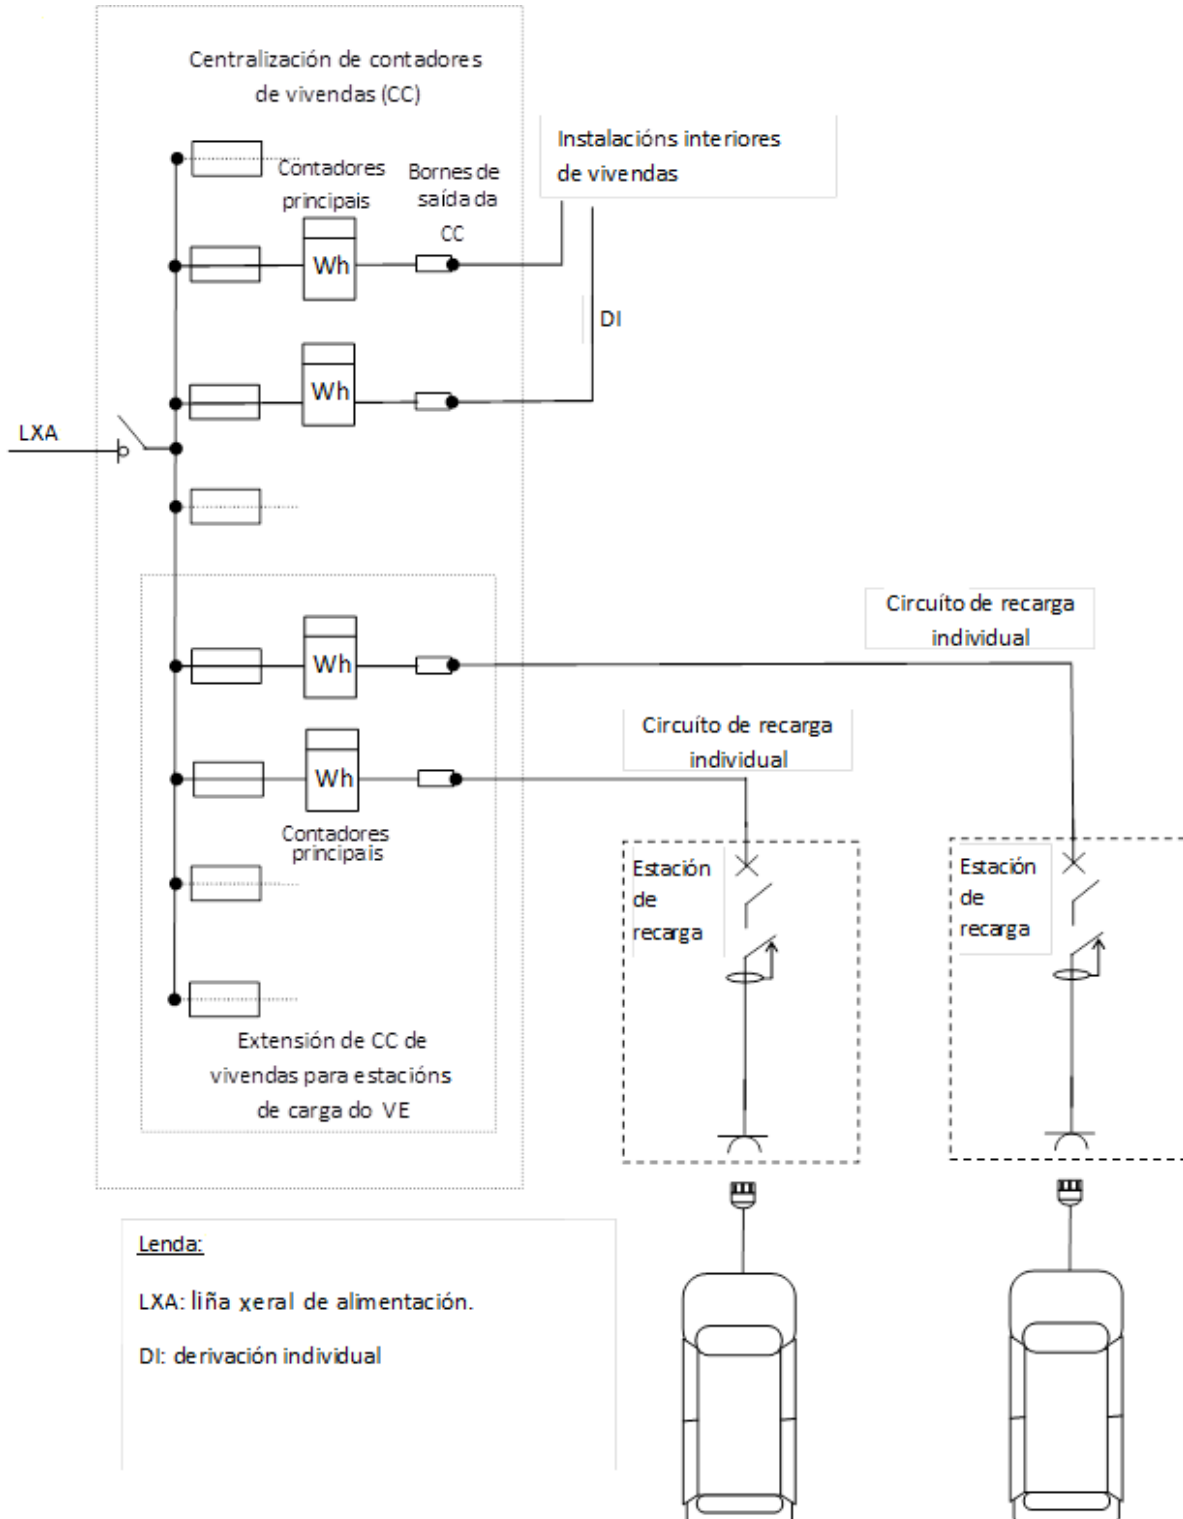 Centralización de contadores
de vivendas (CC)
Instalacións interiores
de vivendas
Contadores
principais
Bornes de
saída da
CC
Wh
DI
Wh
LXA
Circuíto de recarga
individual
Wh
Circuíto de recarga
individual
Wh
Contadores
principais
Estación
de
recarga
Estación
de
recarga
Extensión de CC de
vivendas para estacións
de carga do VE
Lenda:
LXA: liña xeral de alimentación.
DI: derivación individual